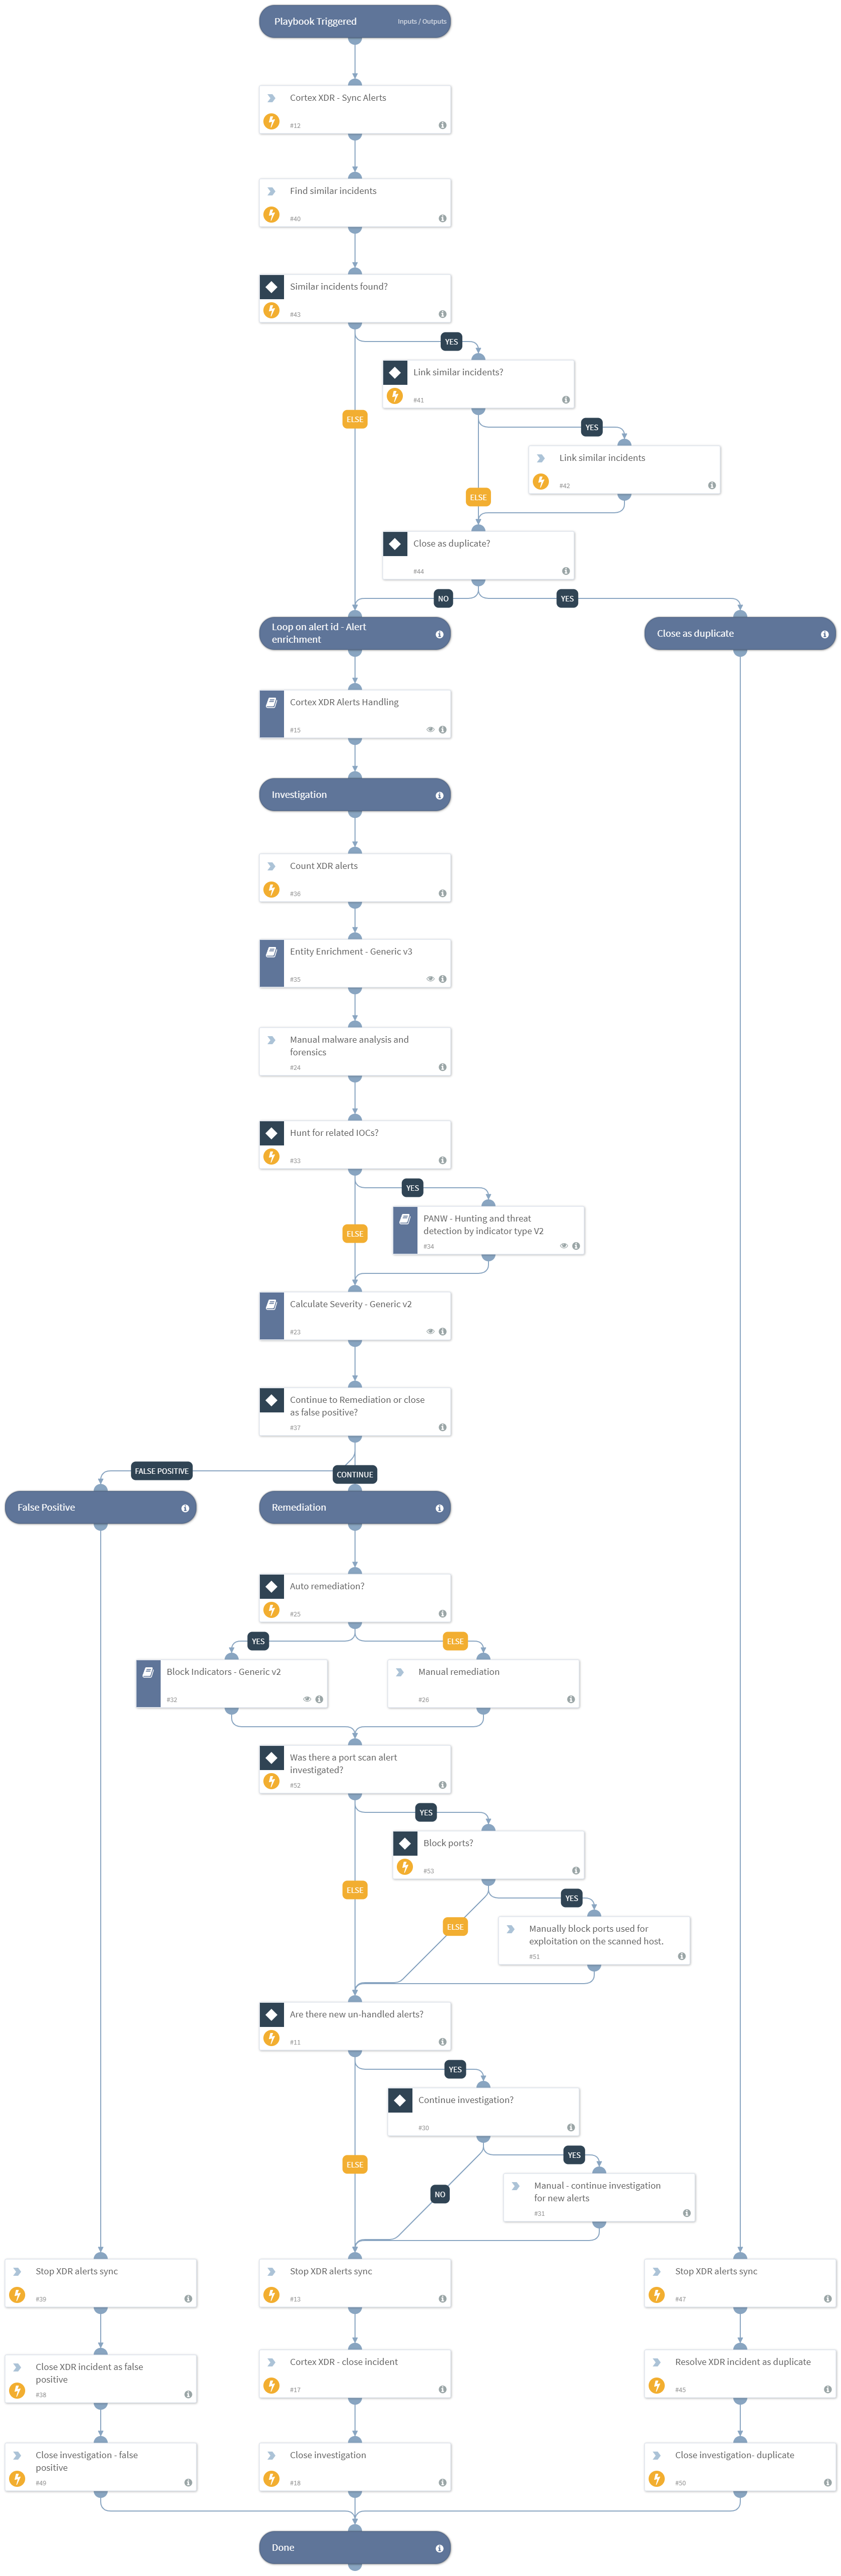 Playbook Triggered
Inputs / Outputs
Cortex XDR - Sync Alerts
#12
Find similar incidents
#40
Similar incidents found?
#43
YES
Link similar incidents?
#41
ELSE
YES
Link similar incidents
#42
ELSE
Close as duplicate?
#44
NO
YES
Loop on alert id - Alert
enrichment
Close as duplicate
Cortex XDR Alerts Handling
#15
Investigation
Count XDR alerts
#36
Entity Enrichment - Generic v3
#35
Manual malware analysis and
forensics
#24
Hunt for related IOCs?
#33
YES
PANW - Hunting and threat
detection by indicator type V2
#34
ELSE
Calculate Severity - Generic v2
#23
Continue to Remediation or close
as false positive?
#37
FALSE POSITIVE
CONTINUE
False Positive
Remediation
Auto remediation?
#25
YES
ELSE
Block Indicators - Generic v2
#32
Manual remediation
#26
Was there a port scan alert
investigated?
#52
YES
Block ports?
#53
ELSE
YES
ELSE
Manually block ports used for
exploitation on the scanned host.
#51
Are there new un-handled alerts?
#11
YES
Continue investigation?
#30
YES
ELSE
NO
Manual - continue investigation
for new alerts
#31
Stop XDR alerts sync
#39
Stop XDR alerts sync
#13
Stop XDR alerts sync
#47
Close XDR incident as false
positive
#38
Cortex XDR - close incident
#17
Resolve XDR incident as duplicate
#45
Close investigation - false
positive
#49
Close investigation
#18
Close investigation- duplicate
#50
Done